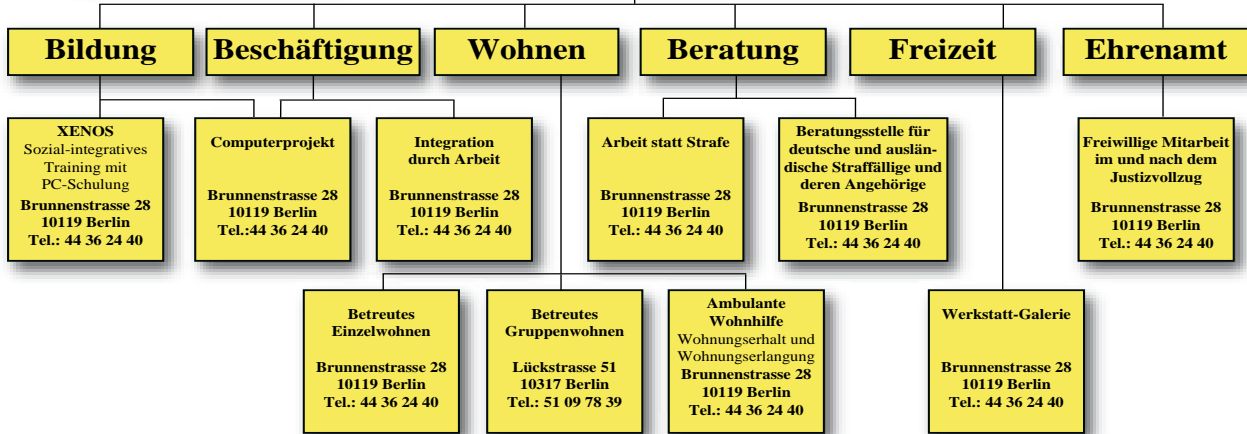 Bildung
Beschäftigung
Wohnen
Beratung
Freizeit
Ehrenamt
XENOS
Sozial-integratives
Training mit
PC-Schulung
Brunnenstrasse 28
10119 Berlin
Tel.: 44 36 24 40
Computerprojekt
Brunnenstrasse 28
10119 Berlin
Tel.:44 36 24 40
Integration
durch Arbeit
Brunnenstrasse 28
10119 Berlin
Tel.: 44 36 24 40
Arbeit statt Strafe
Brunnenstrasse 28
10119 Berlin
Tel.: 44 36 24 40
Beratungsstelle für
deutsche und auslän-
dische Straffällige und
deren Angehörige
Brunnenstrasse 28
10119 Berlin
Tel.: 44 36 24 40
Freiwillige Mitarbeit
im und nach dem
Justizvollzug
Brunnenstrasse 28
10119 Berlin
Tel.: 44 36 24 40
Betreutes
Einzelwohnen
Brunnenstrasse 28
10119 Berlin
Tel.: 44 36 24 40
Betreutes
Gruppenwohnen
Lückstrasse 51
10317 Berlin
Tel.: 51 09 78 39
Ambulante
Wohnhilfe
Wohnungserhalt und
Wohnungserlangung
Brunnenstrasse 28
10119 Berlin
Tel.: 44 36 24 40
Werkstatt-Galerie
Brunnenstrasse 28
10119 Berlin
Tel.: 44 36 24 40